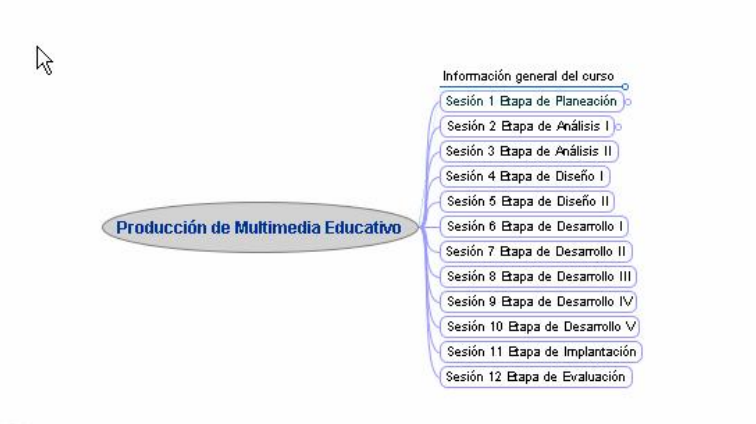 Información general del curso
Sesión 1 Etapa de Planeación
Sesión 2 Etapa de Análisis I
Sesión 3 Etapa de Análisis II
Sesión 4 Etapa de Diseño I
Sesión 5 Etapa de Diseño II
Producción de Multimedia Educativo
Sesión 6 Etapa de Desarrollo I
Sesión 7 Etapa de Desarrollo II
Sesión 8 Etapa de Desarrollo III
Sesión 9 Etapa de Desarrollo IV
Sesión 10 Etapa de Desarrollo V
Sesión 11 Etapa de Implantación
Sesión 12 Etapa de Evaluación